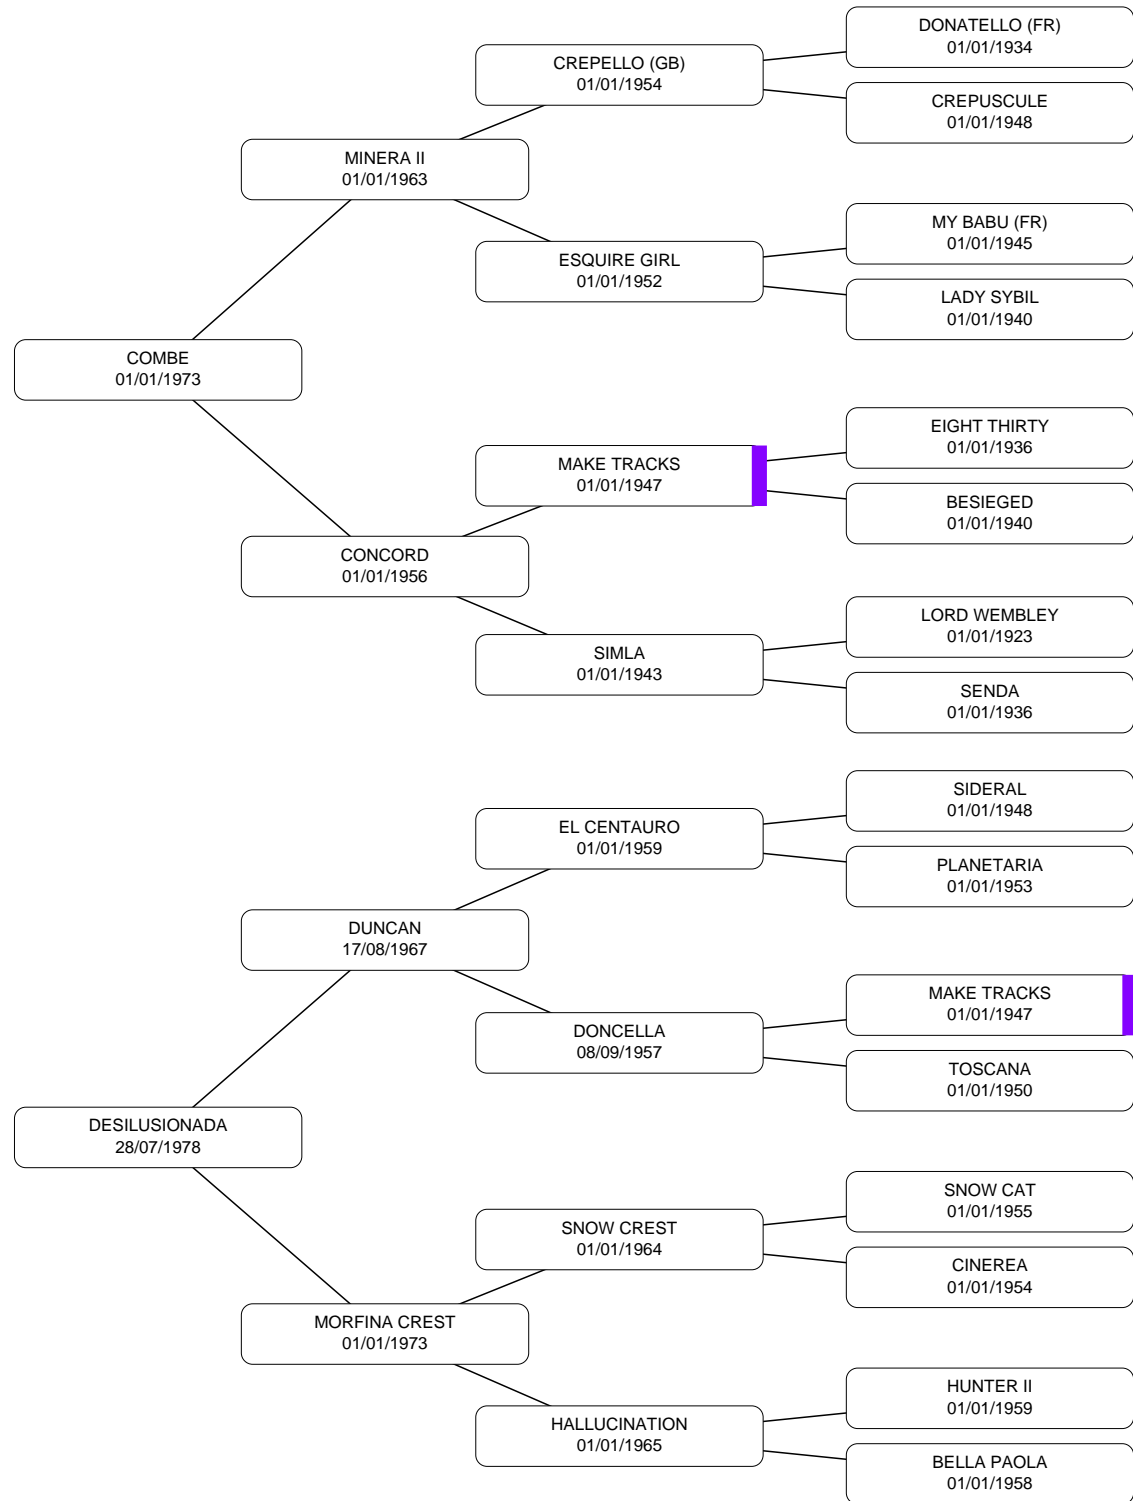 DONATELLO (FR)
01/01/1934
CREPELLO (GB)
01/01/1954
CREPUSCULE
01/01/1948
MINERA II
01/01/1963
MY BABU (FR)
01/01/1945
ESQUIRE GIRL
01/01/1952
LADY SYBIL
01/01/1940
COMBE
01/01/1973
EIGHT THIRTY
01/01/1936
MAKE TRACKS
01/01/1947
BESIEGED
01/01/1940
CONCORD
01/01/1956
LORD WEMBLEY
01/01/1923
SIMLA
01/01/1943
SENDA
01/01/1936
SIDERAL
01/01/1948
EL CENTAURO
01/01/1959
PLANETARIA
01/01/1953
DUNCAN
17/08/1967
MAKE TRACKS
01/01/1947
DONCELLA
08/09/1957
TOSCANA
01/01/1950
DESILUSIONADA
28/07/1978
SNOW CAT
01/01/1955
SNOW CREST
01/01/1964
CINEREA
01/01/1954
MORFINA CREST
01/01/1973
HUNTER II
01/01/1959
HALLUCINATION
01/01/1965
BELLA PAOLA
01/01/1958